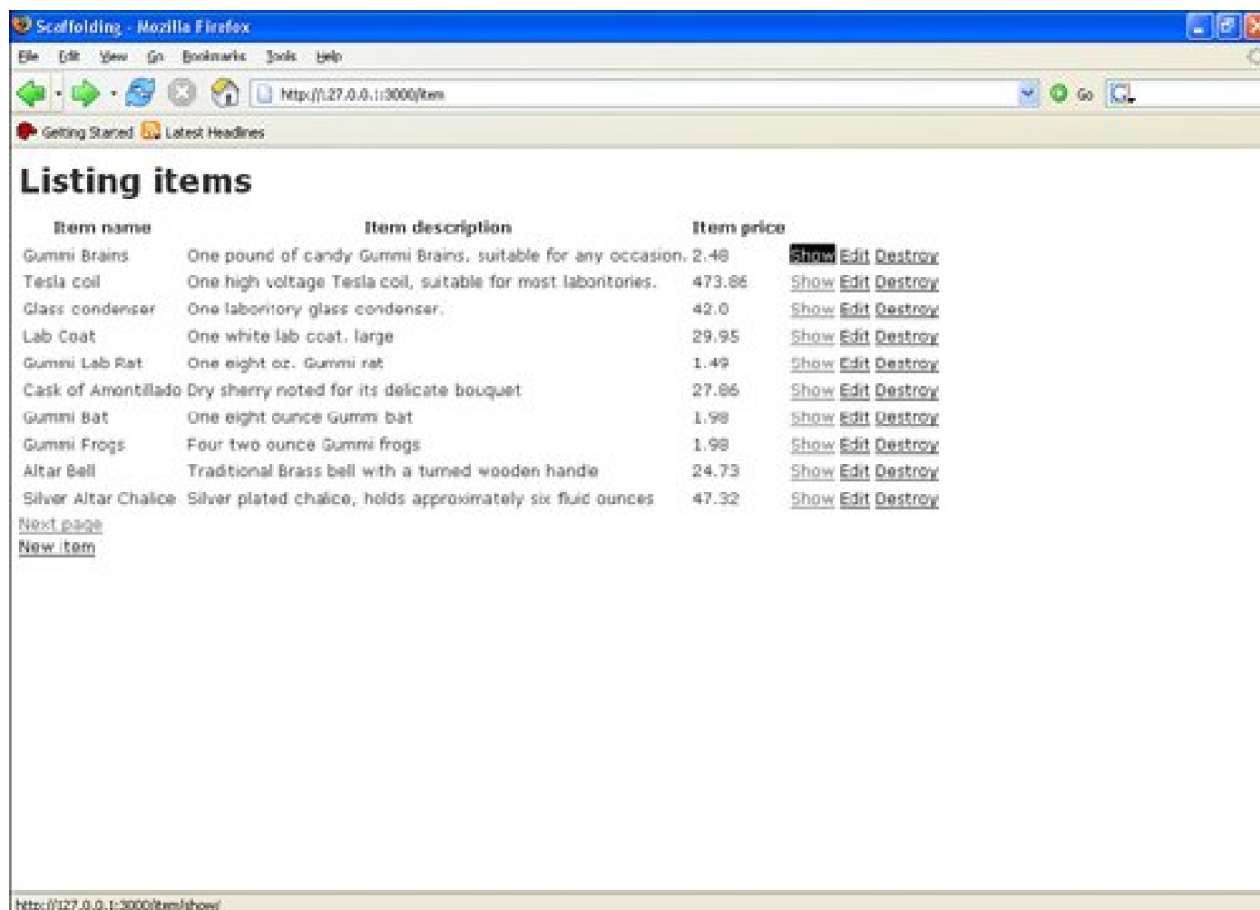 Scaffolding - Mozilla Firefox
File Edit View Go Bookmarks Tools Help
http://127.0.0.1:3000/item Go
Getting Started Latest Headlines
Listing items
Item name Item description Item price
Gummi Brains One pound of candy Gummi Brains, suitable for any occasion. 2.48 Show Edit Destroy
Tesla coil One high voltage Tesla coil, suitable for most laboritories. 473.86 Show Edit Destroy
Glass condenser One laboritory glass condenser. 42.0 Show Edit Destroy
Lab Coat One white lab coat, large 29.95 Show Edit Destroy
Gummi Lab Rat One eight oz. Gummi rat 1.49 Show Edit Destroy
Cask of Amontillado Dry sherry noted for its delicate bouquet 27.86 Show Edit Destroy
Gummi Bat One eight ounce Gummi bat 1.98 Show Edit Destroy
Gummi Frogs Four two ounce Gummi frogs 1.98 Show Edit Destroy
Altar Bell Traditional Brass bell with a turned wooden handle 24.73 Show Edit Destroy
Silver Altar Chalice Silver plated chalice, holds approximately six fluid ounces 47.32 Show Edit Destroy
Next page
New item
http://127.0.0.1:3000/item/show/